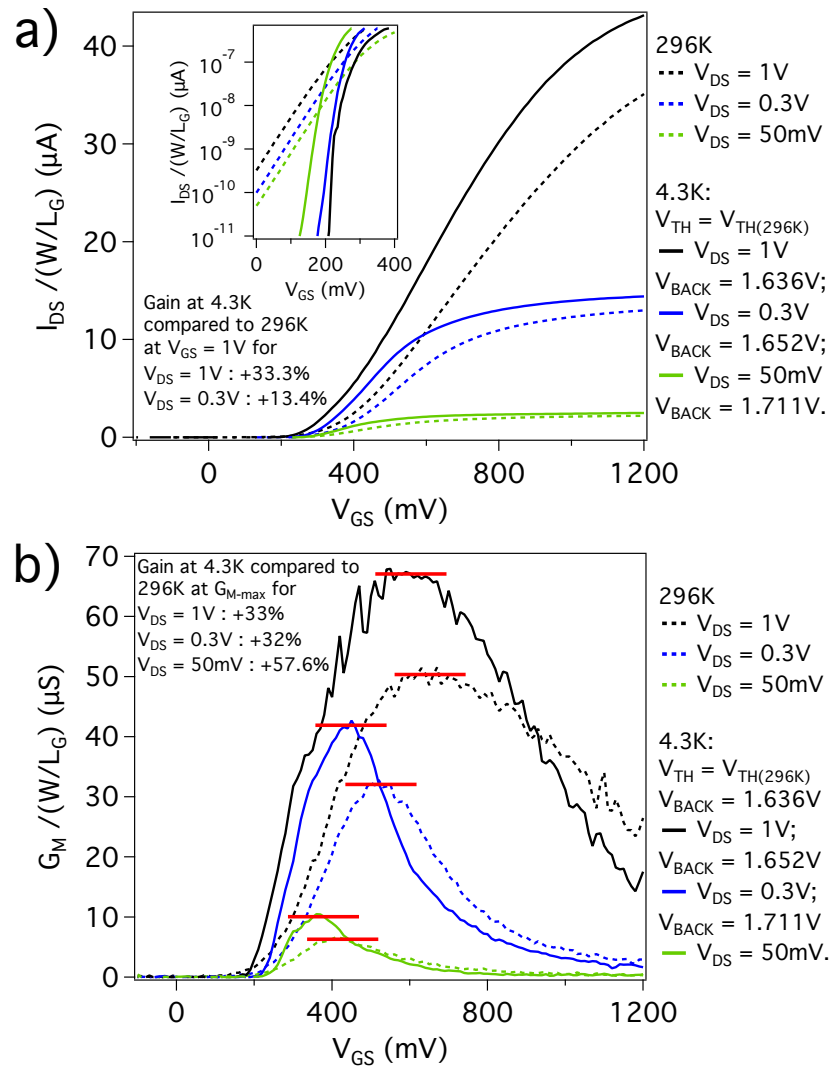 a)
I_DS /(W/L_G) (µA)
40
30
20
10
0
0
400
800
1200
V_GS (mV)
I_DS /(W/L_G) (µA)
10^-7
10^-8
10^-9
10^-10
10^-11
0
200
400
V_GS (mV)
Gain at 4.3K
compared to 296K
at V_GS = 1V for
V_DS = 1V : +33.3%
V_DS = 0.3V : +13.4%
296K
V_DS = 1V
V_DS = 0.3V
V_DS = 50mV
4.3K:
V_TH = V_TH(296K)
V_DS = 1V
V_BACK = 1.636V;
V_DS = 0.3V
V_BACK = 1.652V;
V_DS = 50mV
V_BACK = 1.711V.
b)
G_M /(W/L_G) (µS)
70
60
50
40
30
20
10
0
0
400
800
1200
V_GS (mV)
Gain at 4.3K compared to
296K at G_M-max for
V_DS = 1V : +33%
V_DS = 0.3V : +32%
V_DS = 50mV : +57.6%
296K
V_DS = 1V
V_DS = 0.3V
V_DS = 50mV
4.3K:
V_TH = V_TH(296K)
V_BACK = 1.636V
V_DS = 1V;
V_BACK = 1.652V
V_DS = 0.3V;
V_BACK = 1.711V
V_DS = 50mV.